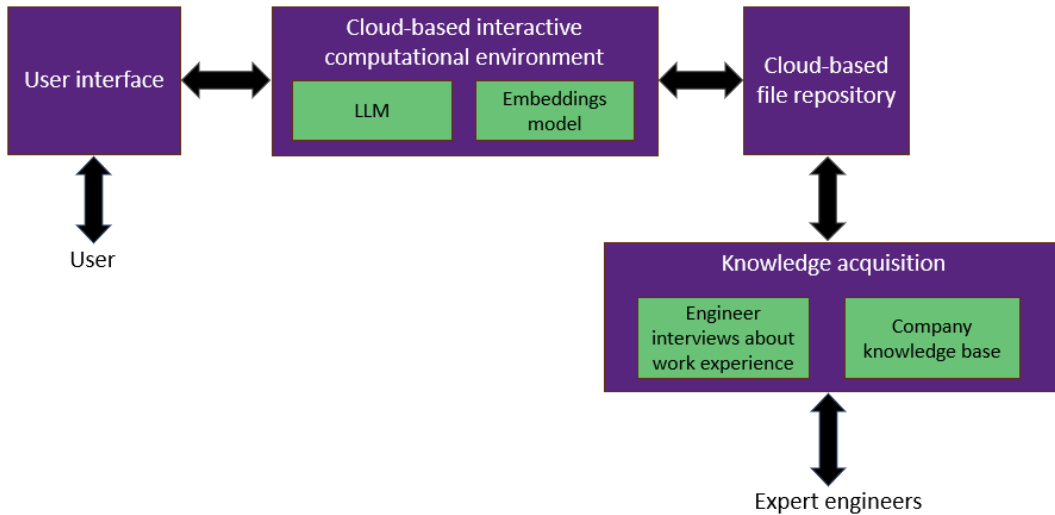 User interface
Cloud-based interactive
computational environment
LLM
Embeddings
model
Cloud-based
file repository
User
Knowledge acquisition
Engineer
interviews about
work experience
Company
knowledge base
Expert engineers